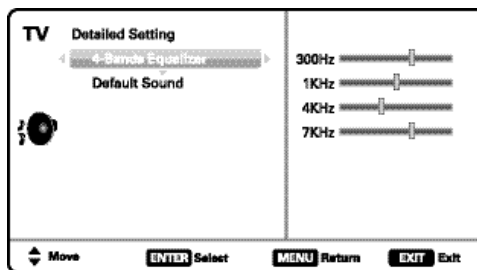 TV Detailed Setting
4-Bands Equalizer
Default Sound
300Hz
1KHz
4KHz
7KHz
Move ENTER Select MENU Return EXIT Exit